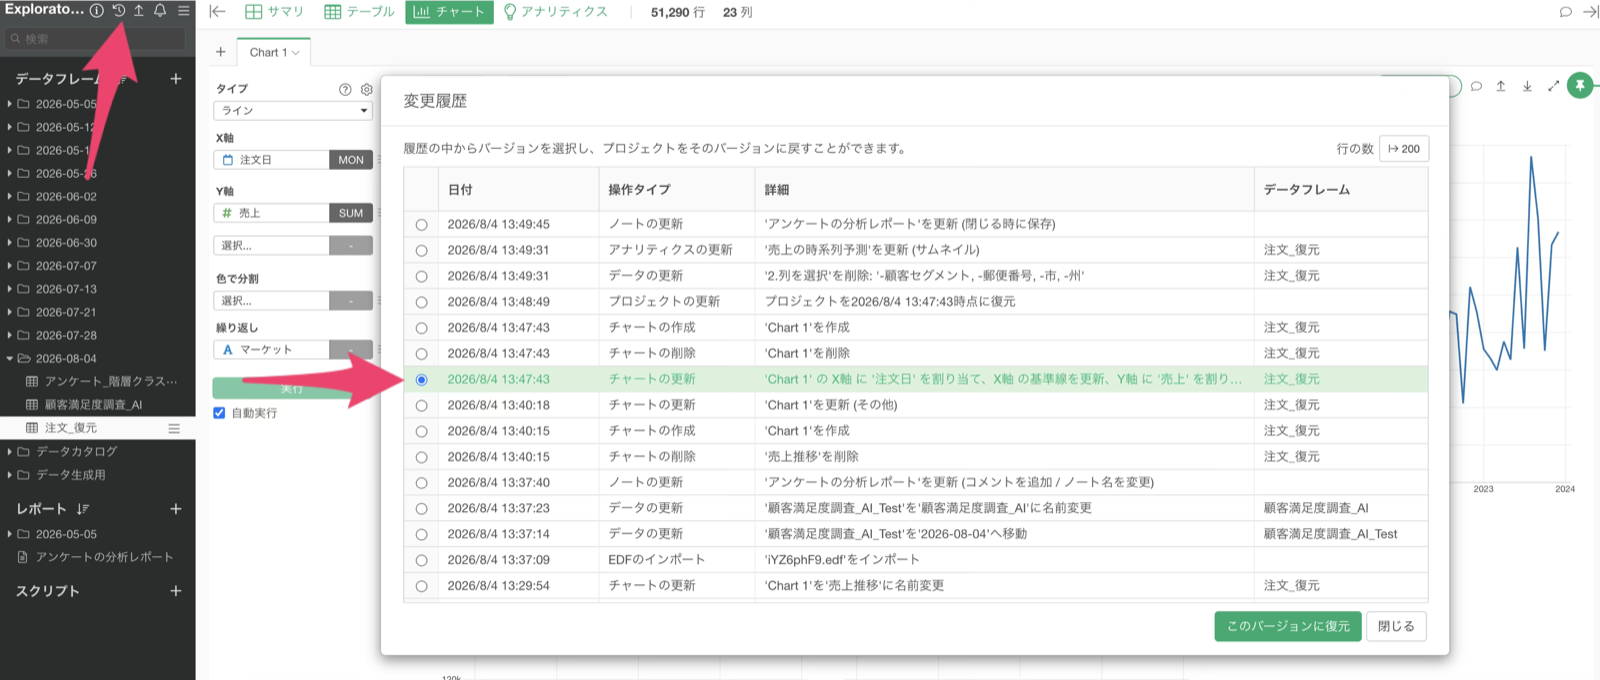 Explorato...
サマリ
テーブル
チャート
アナリティクス
51,290 行
23 列
検索
Chart 1
データフレーム
2026-05-05
2026-05-12
2026-05-1
2026-05-26
2026-06-02
2026-06-09
2026-06-30
2026-07-07
2026-07-13
2026-07-21
2026-07-28
2026-08-04
アンケート_階層クラス…
顧客満足度調査_AI
注文_復元
データカタログ
データ生成用
レポート
2026-05-05
アンケートの分析レポート
スクリプト
タイプ
ライン
X軸
注文日 MON
Y軸
売上 SUM
選択... -
色で分割
選択... -
繰り返し
マーケット -
実行
自動実行
変更履歴
履歴の中からバージョンを選択し、プロジェクトをそのバージョンに戻すことができます。
行の数 200
日付 操作タイプ 詳細 データフレーム
2026/8/4 13:49:45 ノートの更新 'アンケートの分析レポート'を更新 (閉じる時に保存)
2026/8/4 13:49:31 アナリティクスの更新 '売上の時系列予測'を更新 (サムネイル) 注文_復元
2026/8/4 13:49:31 データの更新 '2.列を選択'を削除: '-顧客セグメント, -郵便番号, -市, -州' 注文_復元
2026/8/4 13:48:49 プロジェクトの更新 プロジェクトを2026/8/4 13:47:43時点に復元
2026/8/4 13:47:43 チャートの作成 'Chart 1'を作成 注文_復元
2026/8/4 13:47:43 チャートの削除 'Chart 1'を削除 注文_復元
2026/8/4 13:47:43 チャートの更新 'Chart 1' の X軸 に '注文日' を割り当て、X軸 の基準線を更新、Y軸 に '売上' を割り... 注文_復元
2026/8/4 13:40:18 チャートの更新 'Chart 1'を更新 (その他) 注文_復元
2026/8/4 13:40:15 チャートの作成 'Chart 1'を作成 注文_復元
2026/8/4 13:40:15 チャートの削除 '売上推移'を削除 注文_復元
2026/8/4 13:37:40 ノートの更新 'アンケートの分析レポート'を更新 (コメントを追加 / ノート名を変更)
2026/8/4 13:37:23 データの更新 '顧客満足度調査_AI_Test'を'顧客満足度調査_AI'に名前変更 顧客満足度調査_AI
2026/8/4 13:37:14 データの更新 '顧客満足度調査_AI_Test'を'2026-08-04'へ移動 顧客満足度調査_AI_Test
2026/8/4 13:37:09 EDFのインポート 'iYZ6phF9.edf'をインポート
2026/8/4 13:29:54 チャートの更新 'Chart 1'を'売上推移'に名前変更 注文_復元
このバージョンに復元
閉じる
2023
2024
120k